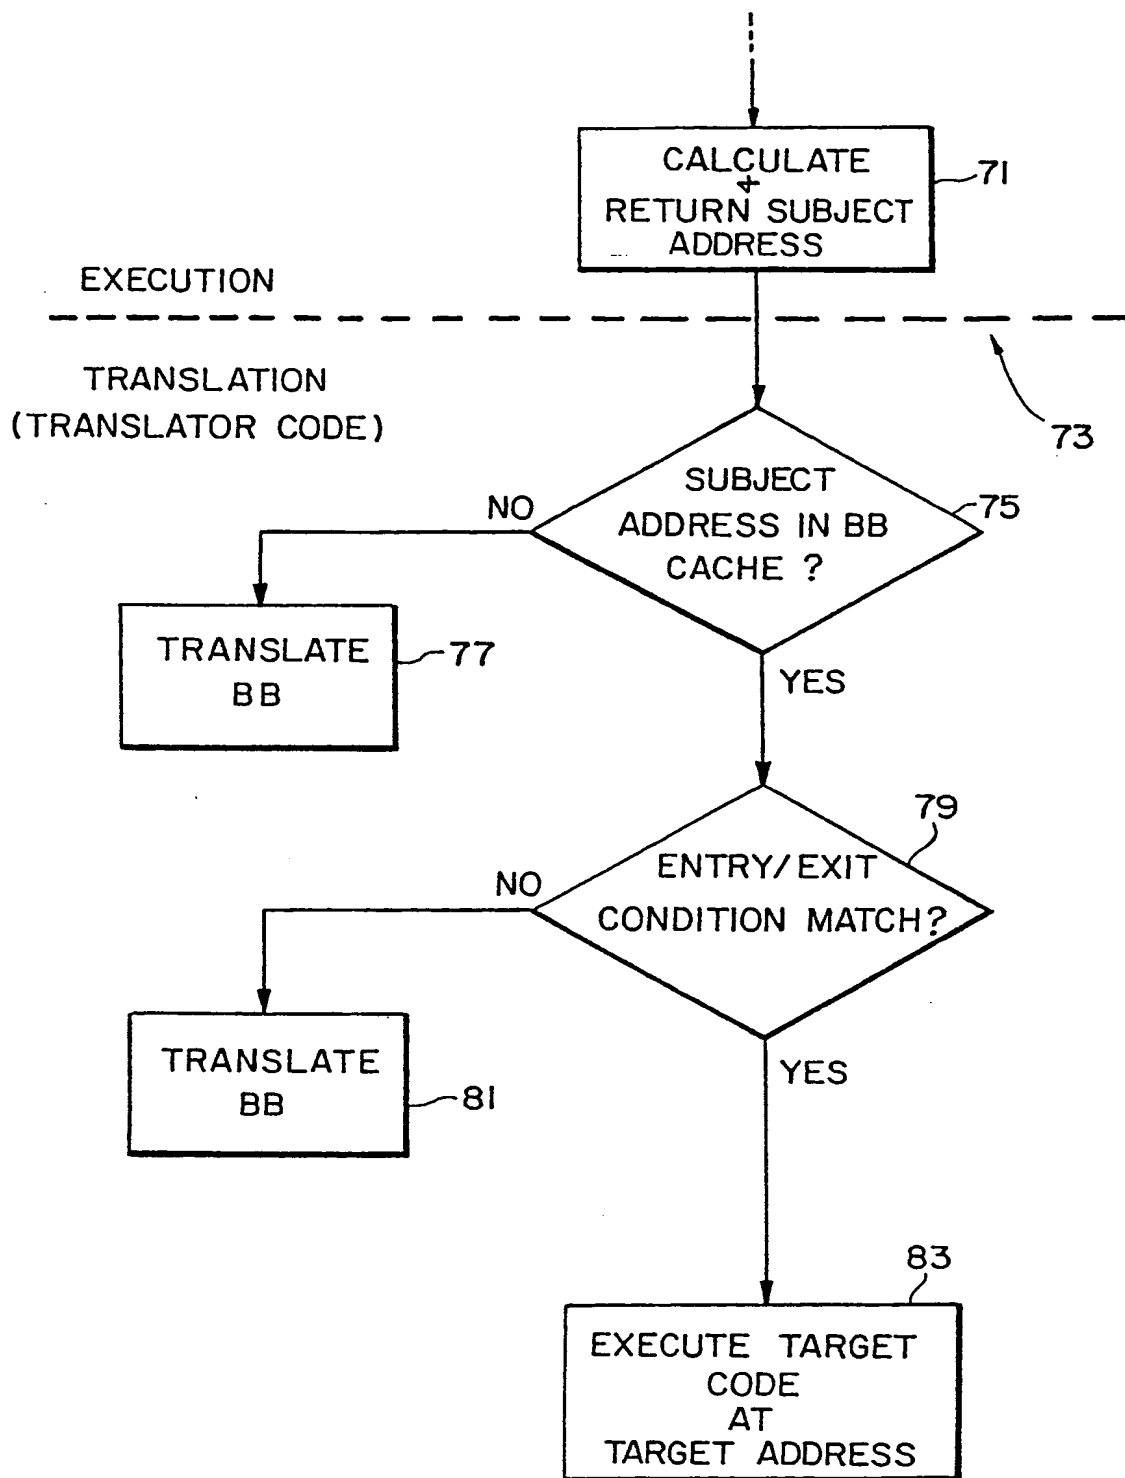 CALCULATE
&
RETURN SUBJECT
ADDRESS
71
EXECUTION
TRANSLATION
(TRANSLATOR CODE)
73
SUBJECT
ADDRESS IN BB
CACHE ?
75
NO
YES
TRANSLATE
BB
77
ENTRY/EXIT
CONDITION MATCH?
79
NO
YES
TRANSLATE
BB
81
83
EXECUTE TARGET
CODE
AT
TARGET ADDRESS